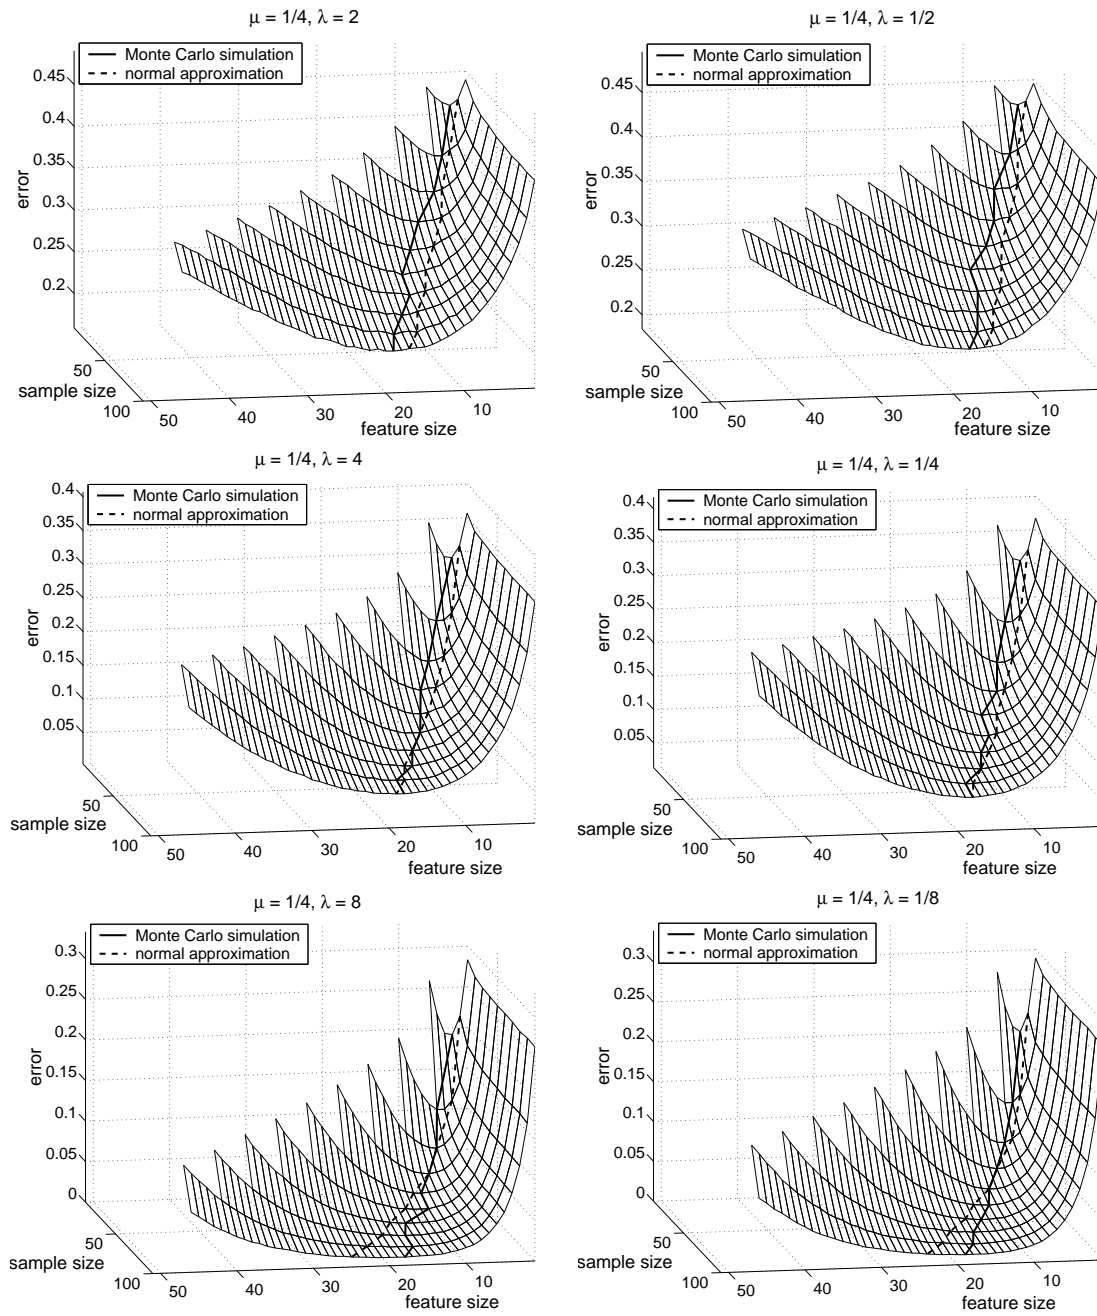 μ = 1/4, λ = 2
Monte Carlo simulation
normal approximation
0.45
0.4
0.35
0.3
0.25
0.2
error
50
100
sample size
50
40
30
20
10
feature size
μ = 1/4, λ = 1/2
Monte Carlo simulation
normal approximation
0.45
0.4
0.35
0.3
0.25
0.2
error
50
100
sample size
50
40
30
20
10
feature size
μ = 1/4, λ = 4
Monte Carlo simulation
normal approximation
0.4
0.35
0.3
0.25
0.2
0.15
0.1
0.05
error
50
100
sample size
50
40
30
20
10
feature size
μ = 1/4, λ = 1/4
Monte Carlo simulation
normal approximation
0.4
0.35
0.3
0.25
0.2
0.15
0.1
0.05
error
50
100
sample size
50
40
30
20
10
feature size
μ = 1/4, λ = 8
Monte Carlo simulation
normal approximation
0.3
0.25
0.2
0.15
0.1
0.05
0
error
50
100
sample size
50
40
30
20
10
feature size
μ = 1/4, λ = 1/8
Monte Carlo simulation
normal approximation
0.3
0.25
0.2
0.15
0.1
0.05
0
error
50
100
sample size
50
40
30
20
10
feature size